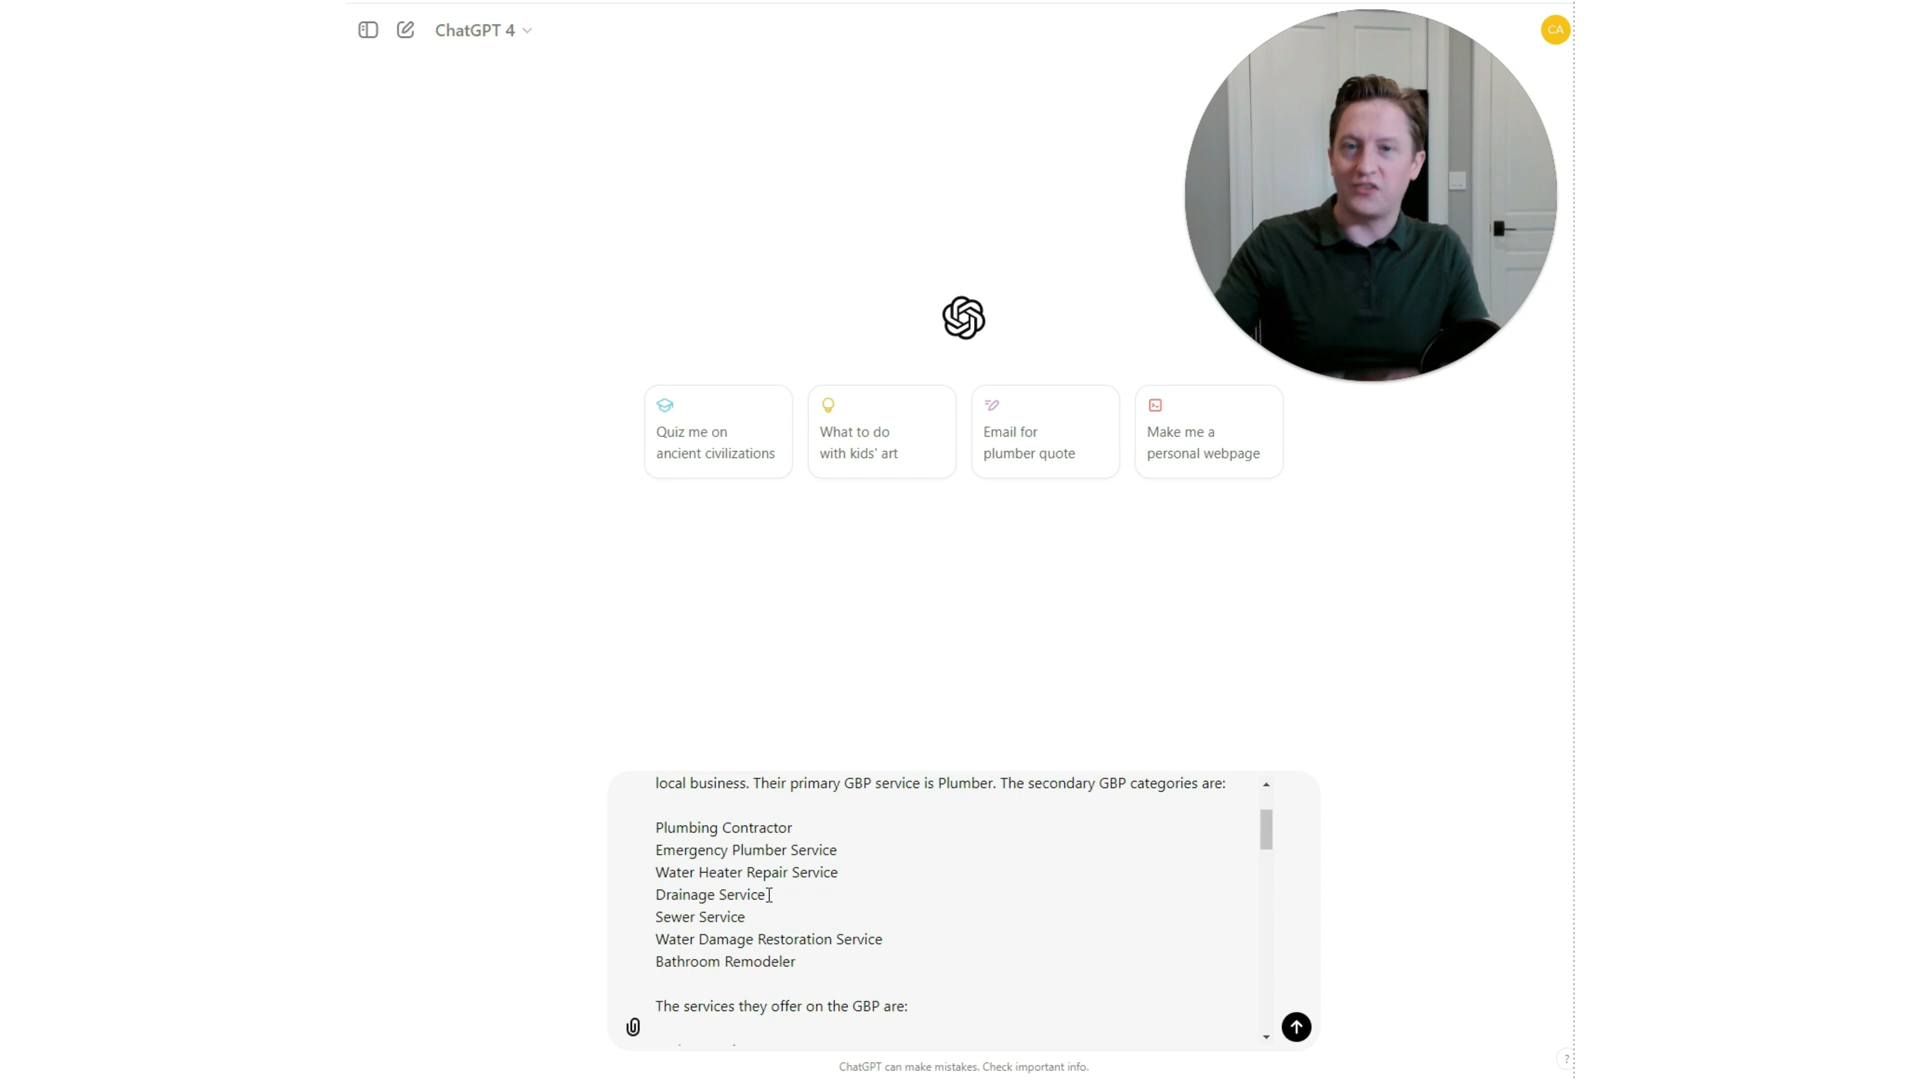 ChatGPT 4
CA
Quiz me on
ancient civilizations
What to do
with kids' art
Email for
plumber quote
Make me a
personal webpage
local business. Their primary GBP service is Plumber. The secondary GBP categories are:
Plumbing Contractor
Emergency Plumber Service
Water Heater Repair Service
Drainage Service
Sewer Service
Water Damage Restoration Service
Bathroom Remodeler
The services they offer on the GBP are:
ChatGPT can make mistakes. Check important info.
?